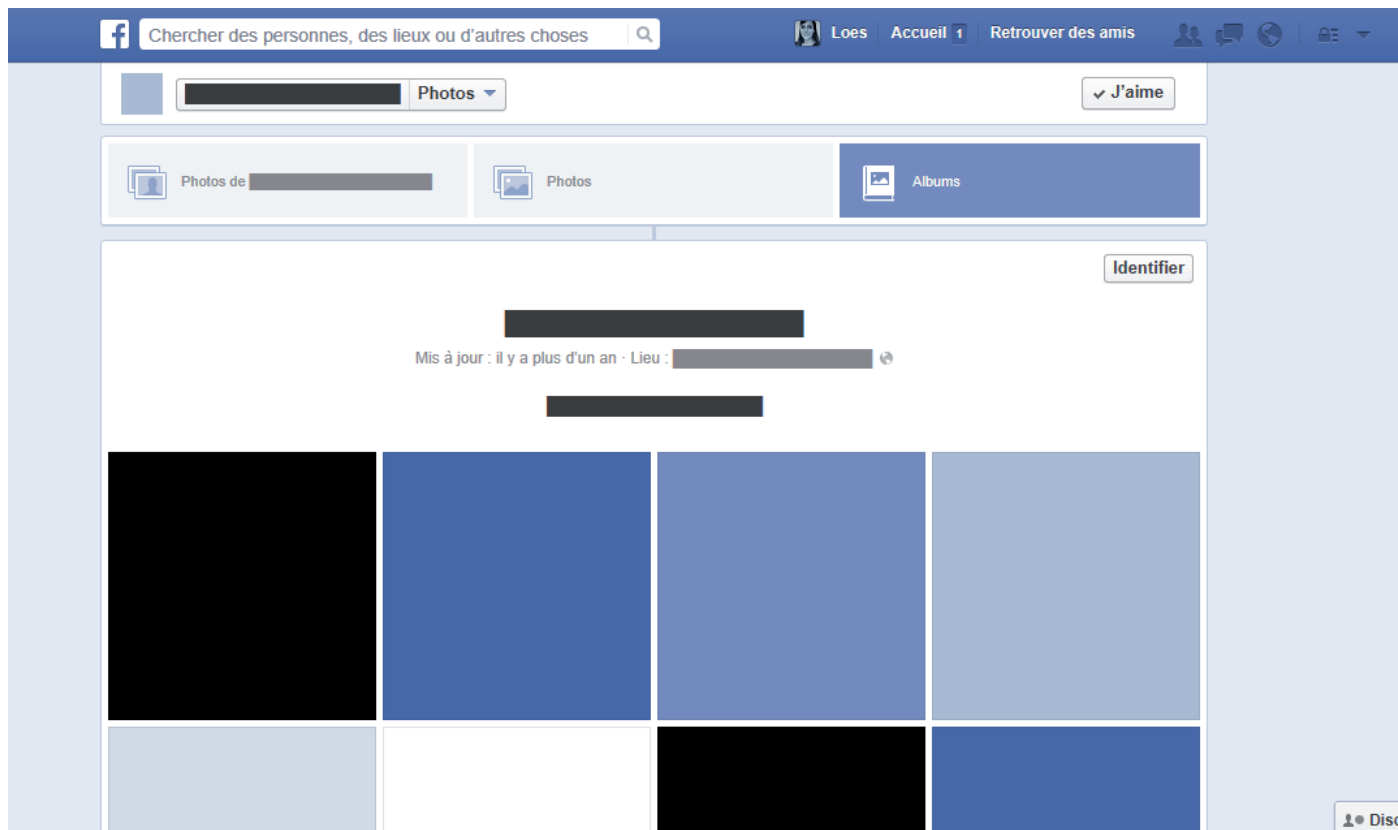 f Chercher des personnes, des lieux ou d'autres choses Loes Accueil 1 Retrouver des amis
Photos J'aime
Photos de Photos Albums
Identifier
Mis à jour : il y a plus d'un an · Lieu :